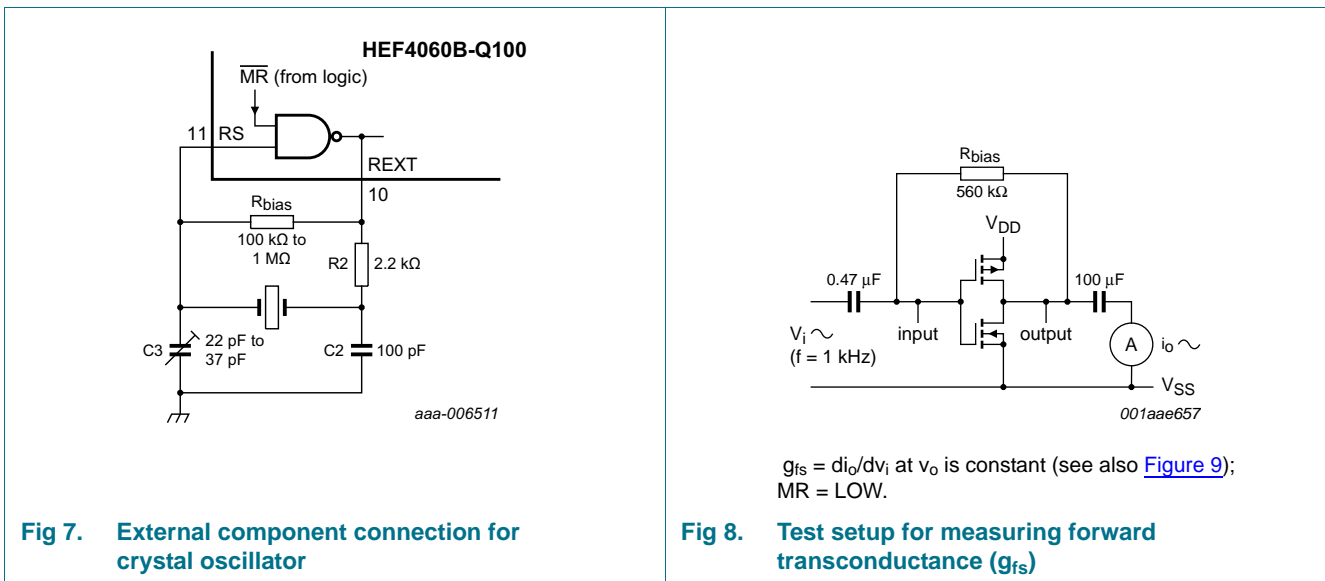 HEF4060B-Q100
MR (from logic)
11 RS
REXT
10
Rbias
100 kΩ to
1 MΩ
R2 2.2 kΩ
C3 22 pF to
37 pF
C2 100 pF
aaa-006511
Fig 7. External component connection for
crystal oscillator
Rbias
560 kΩ
VDD
0.47 μF
100 μF
input
output
Vi
(f = 1 kHz)
A
io
VSS
001aae657
gfs = dio/dvi at vo is constant (see also Figure 9);
MR = LOW.
Fig 8. Test setup for measuring forward
transconductance (gfs)